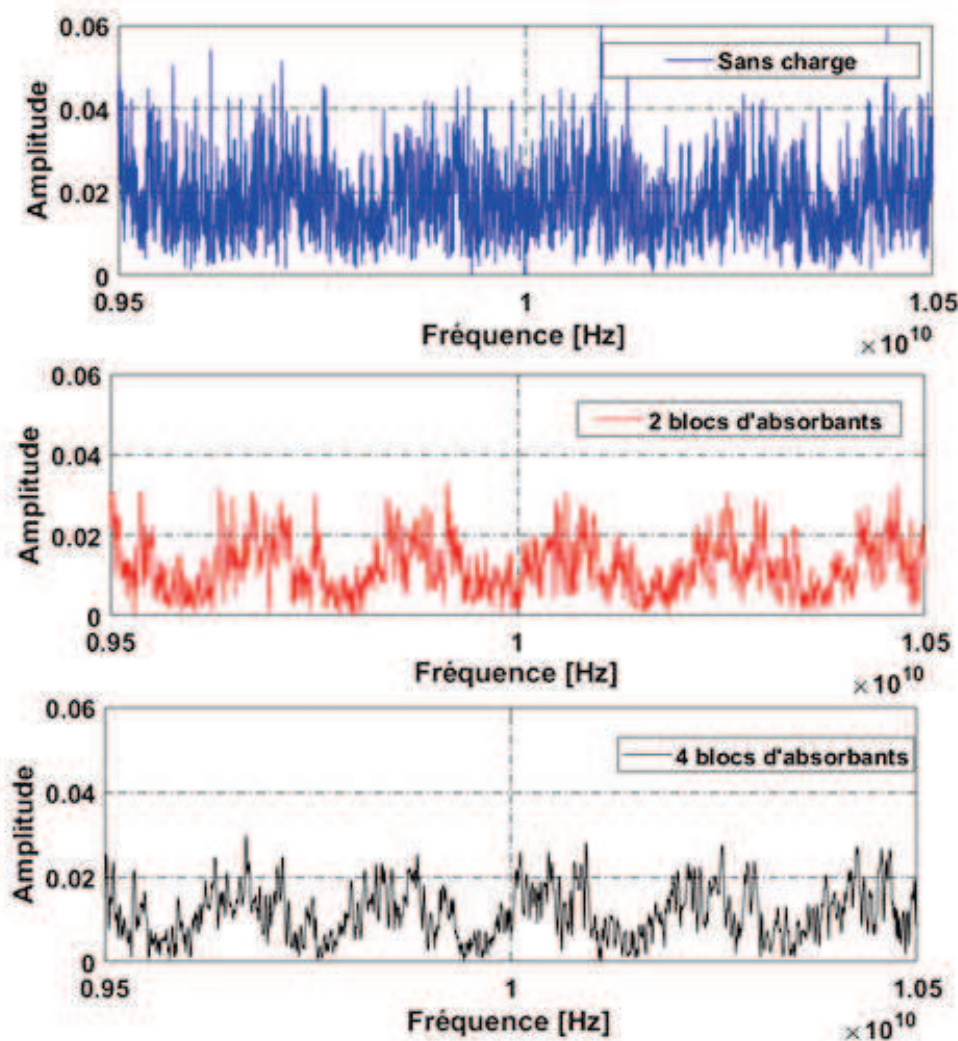 0.06
Sans charge
0.04
0.02
0
Amplitude
0.95
1
1.05
Fréquence [Hz]
×10^10
0.06
2 blocs d'absorbants
0.04
0.02
0
Amplitude
0.95
1
1.05
Fréquence [Hz]
×10^10
0.06
4 blocs d'absorbants
0.04
0.02
0
Amplitude
0.95
1
1.05
Fréquence [Hz]
×10^10